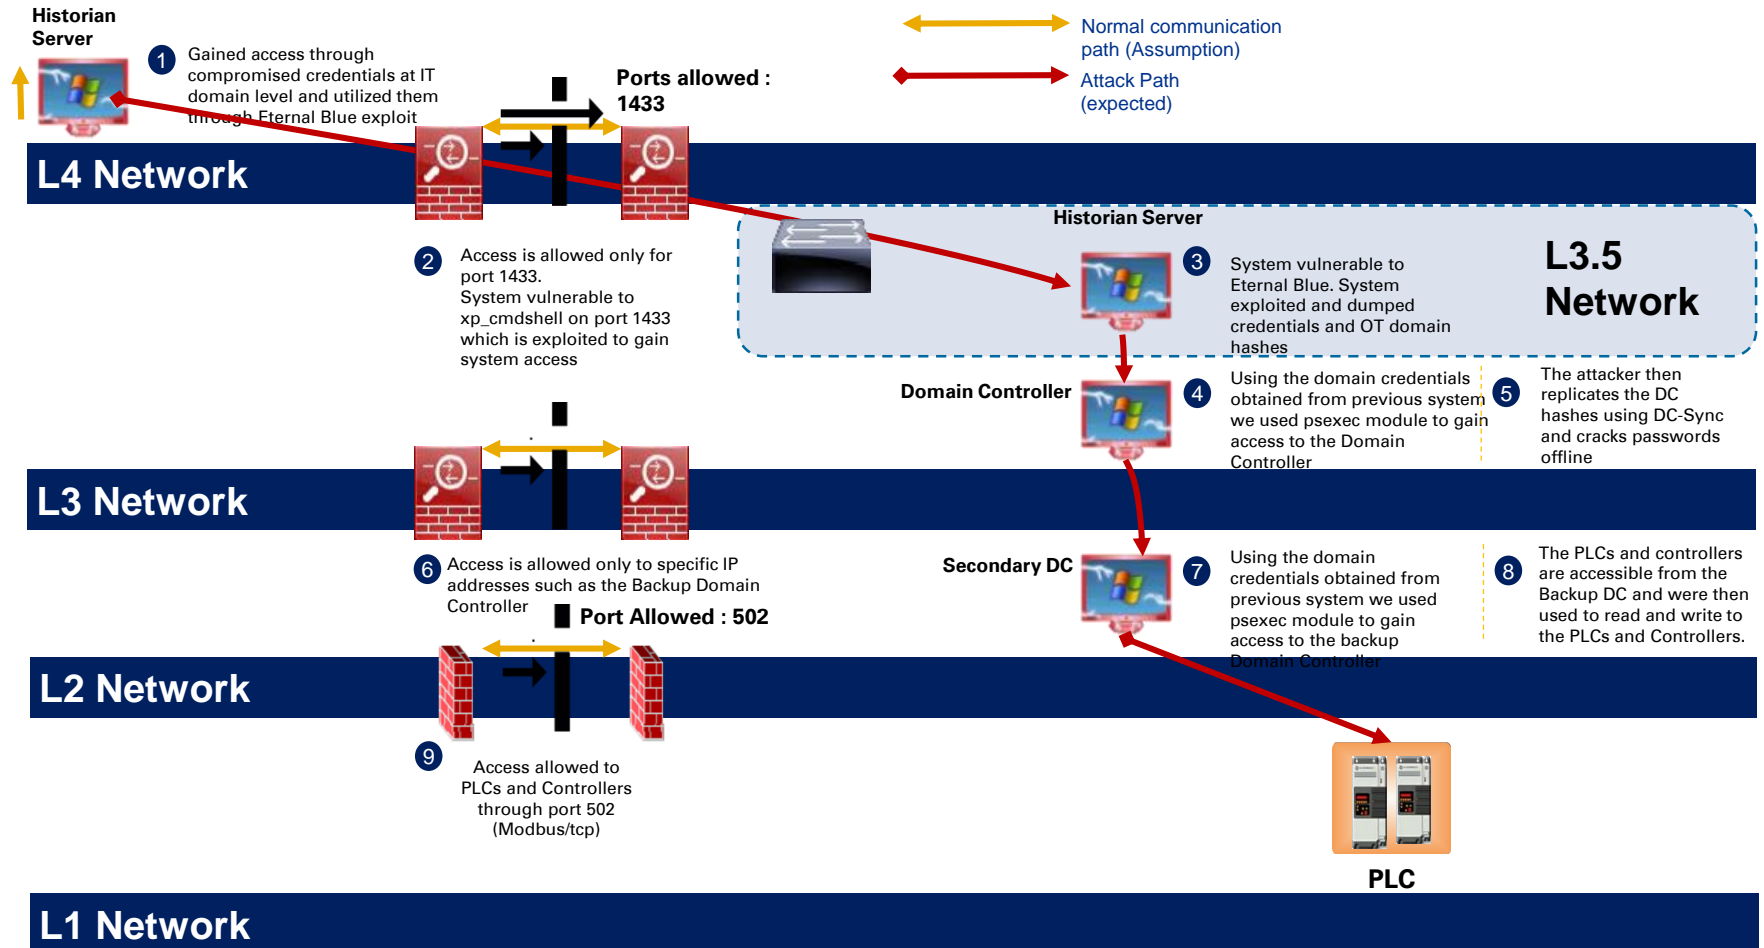 Historian
Server
1
Gained access through
compromised credentials at IT
domain level and utilized them
through Eternal Blue exploit
Ports allowed :
1433
Normal communication
path (Assumption)
Attack Path
(expected)
L4 Network
2
Access is allowed only for
port 1433.
System vulnerable to
xp_cmdshell on port 1433
which is exploited to gain
system access
Historian Server
3
System vulnerable to
Eternal Blue. System
exploited and dumped
credentials and OT domain
hashes
L3.5
Network
Domain Controller
4
Using the domain credentials
obtained from previous system
we used psexec module to gain
access to the Domain
Controller
5
The attacker then
replicates the DC
hashes using DC-Sync
and cracks passwords
offline
L3 Network
6
Access is allowed only to specific IP
addresses such as the Backup Domain
Controller
Port Allowed : 502
Secondary DC
7
Using the domain
credentials obtained from
previous system we used
psexec module to gain
access to the backup
Domain Controller
8
The PLCs and controllers
are accessible from the
Backup DC and were then
used to read and write to
the PLCs and Controllers.
L2 Network
9
Access allowed to
PLCs and Controllers
through port 502
(Modbus/tcp)
PLC
L1 Network